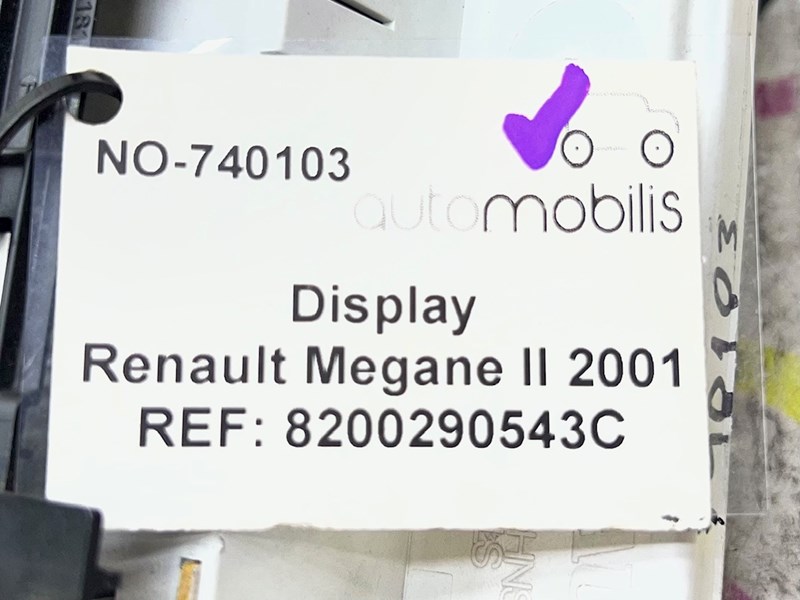 NO-740103
automobilis
Display
Renault Megane II 2001
REF: 8200290543C